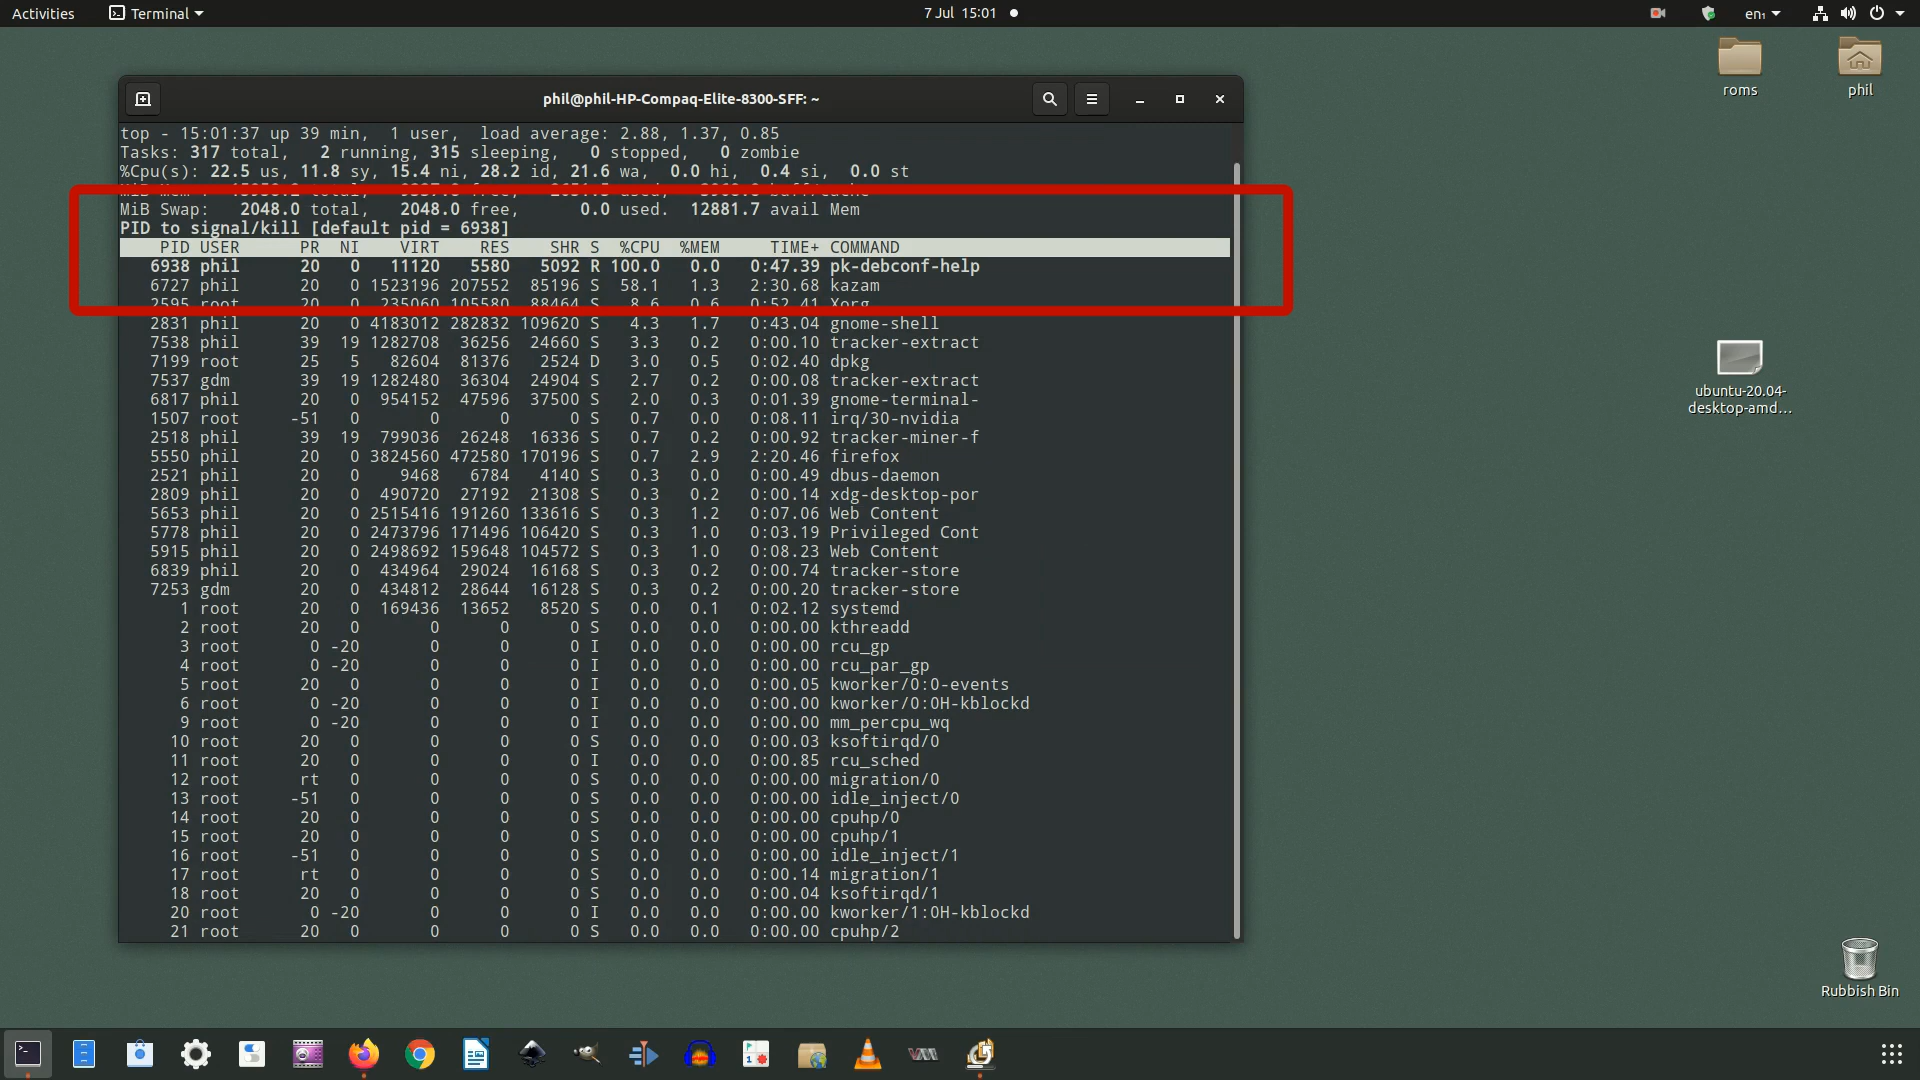 Activities Terminal 7 Jul 15:01 en₁
roms phil
phil@phil-HP-Compaq-Elite-8300-SFF: ~
top - 15:01:37 up 39 min, 1 user, load average: 2.88, 1.37, 0.85
Tasks: 317 total, 2 running, 315 sleeping, 0 stopped, 0 zombie
%Cpu(s): 22.5 us, 11.8 sy, 15.4 ni, 28.2 id, 21.6 wa, 0.0 hi, 0.4 si, 0.0 st
MiB Swap: 2048.0 total, 2048.0 free, 0.0 used. 12881.7 avail Mem
PID to signal/kill [default pid = 6938]
PID USER PR NI VIRT RES SHR S %CPU %MEM TIME+ COMMAND
6938 phil 20 0 11120 5580 5092 R 100.0 0.0 0:47.39 pk-debconf-help
6727 phil 20 0 1523196 207552 85196 S 58.1 1.3 2:30.68 kazam
2595 root 20 0 235060 105580 88464 S 8.6 0.6 0:52.41 Xorg
2831 phil 20 0 4183012 282832 109620 S 4.3 1.7 0:43.04 gnome-shell
7538 phil 39 19 1282708 36256 24660 S 3.3 0.2 0:00.10 tracker-extract
7199 root 25 5 82604 81376 2524 D 3.0 0.5 0:02.40 dpkg
7537 gdm 39 19 1282480 36304 24904 S 2.7 0.2 0:00.08 tracker-extract
6817 phil 20 0 954152 47596 37500 S 2.0 0.3 0:01.39 gnome-terminal-
1507 root -51 0 0 0 0 S 0.7 0.0 0:08.11 irq/30-nvidia
2518 phil 39 19 799036 26248 16336 S 0.7 0.2 0:00.92 tracker-miner-f
5550 phil 20 0 3824560 472580 170196 S 0.7 2.9 2:20.46 firefox
2521 phil 20 0 9468 6784 4140 S 0.3 0.0 0:00.49 dbus-daemon
2809 phil 20 0 490720 27192 21308 S 0.3 0.2 0:00.14 xdg-desktop-por
5653 phil 20 0 2515416 191260 133616 S 0.3 1.2 0:07.06 Web Content
5778 phil 20 0 2473796 171496 106420 S 0.3 1.0 0:03.19 Privileged Cont
5915 phil 20 0 2498692 159648 104572 S 0.3 1.0 0:08.23 Web Content
6839 phil 20 0 434964 29024 16168 S 0.3 0.2 0:00.74 tracker-store
7253 gdm 20 0 434812 28644 16128 S 0.3 0.2 0:00.20 tracker-store
1 root 20 0 169436 13652 8520 S 0.0 0.1 0:02.12 systemd
2 root 20 0 0 0 0 S 0.0 0.0 0:00.00 kthreadd
3 root 0 -20 0 0 0 I 0.0 0.0 0:00.00 rcu_gp
4 root 0 -20 0 0 0 I 0.0 0.0 0:00.00 rcu_par_gp
5 root 20 0 0 0 0 I 0.0 0.0 0:00.05 kworker/0:0-events
6 root 0 -20 0 0 0 I 0.0 0.0 0:00.00 kworker/0:0H-kblockd
9 root 0 -20 0 0 0 I 0.0 0.0 0:00.00 mm_percpu_wq
10 root 20 0 0 0 0 S 0.0 0.0 0:00.03 ksoftirqd/0
11 root 20 0 0 0 0 I 0.0 0.0 0:00.85 rcu_sched
12 root rt 0 0 0 0 S 0.0 0.0 0:00.00 migration/0
13 root -51 0 0 0 0 S 0.0 0.0 0:00.00 idle_inject/0
14 root 20 0 0 0 0 S 0.0 0.0 0:00.00 cpuhp/0
15 root 20 0 0 0 0 S 0.0 0.0 0:00.00 cpuhp/1
16 root -51 0 0 0 0 S 0.0 0.0 0:00.00 idle_inject/1
17 root rt 0 0 0 0 S 0.0 0.0 0:00.14 migration/1
18 root 20 0 0 0 0 S 0.0 0.0 0:00.04 ksoftirqd/1
20 root 0 -20 0 0 0 I 0.0 0.0 0:00.00 kworker/1:0H-kblockd
21 root 20 0 0 0 0 S 0.0 0.0 0:00.00 cpuhp/2
ubuntu-20.04-
desktop-amd...
Rubbish Bin